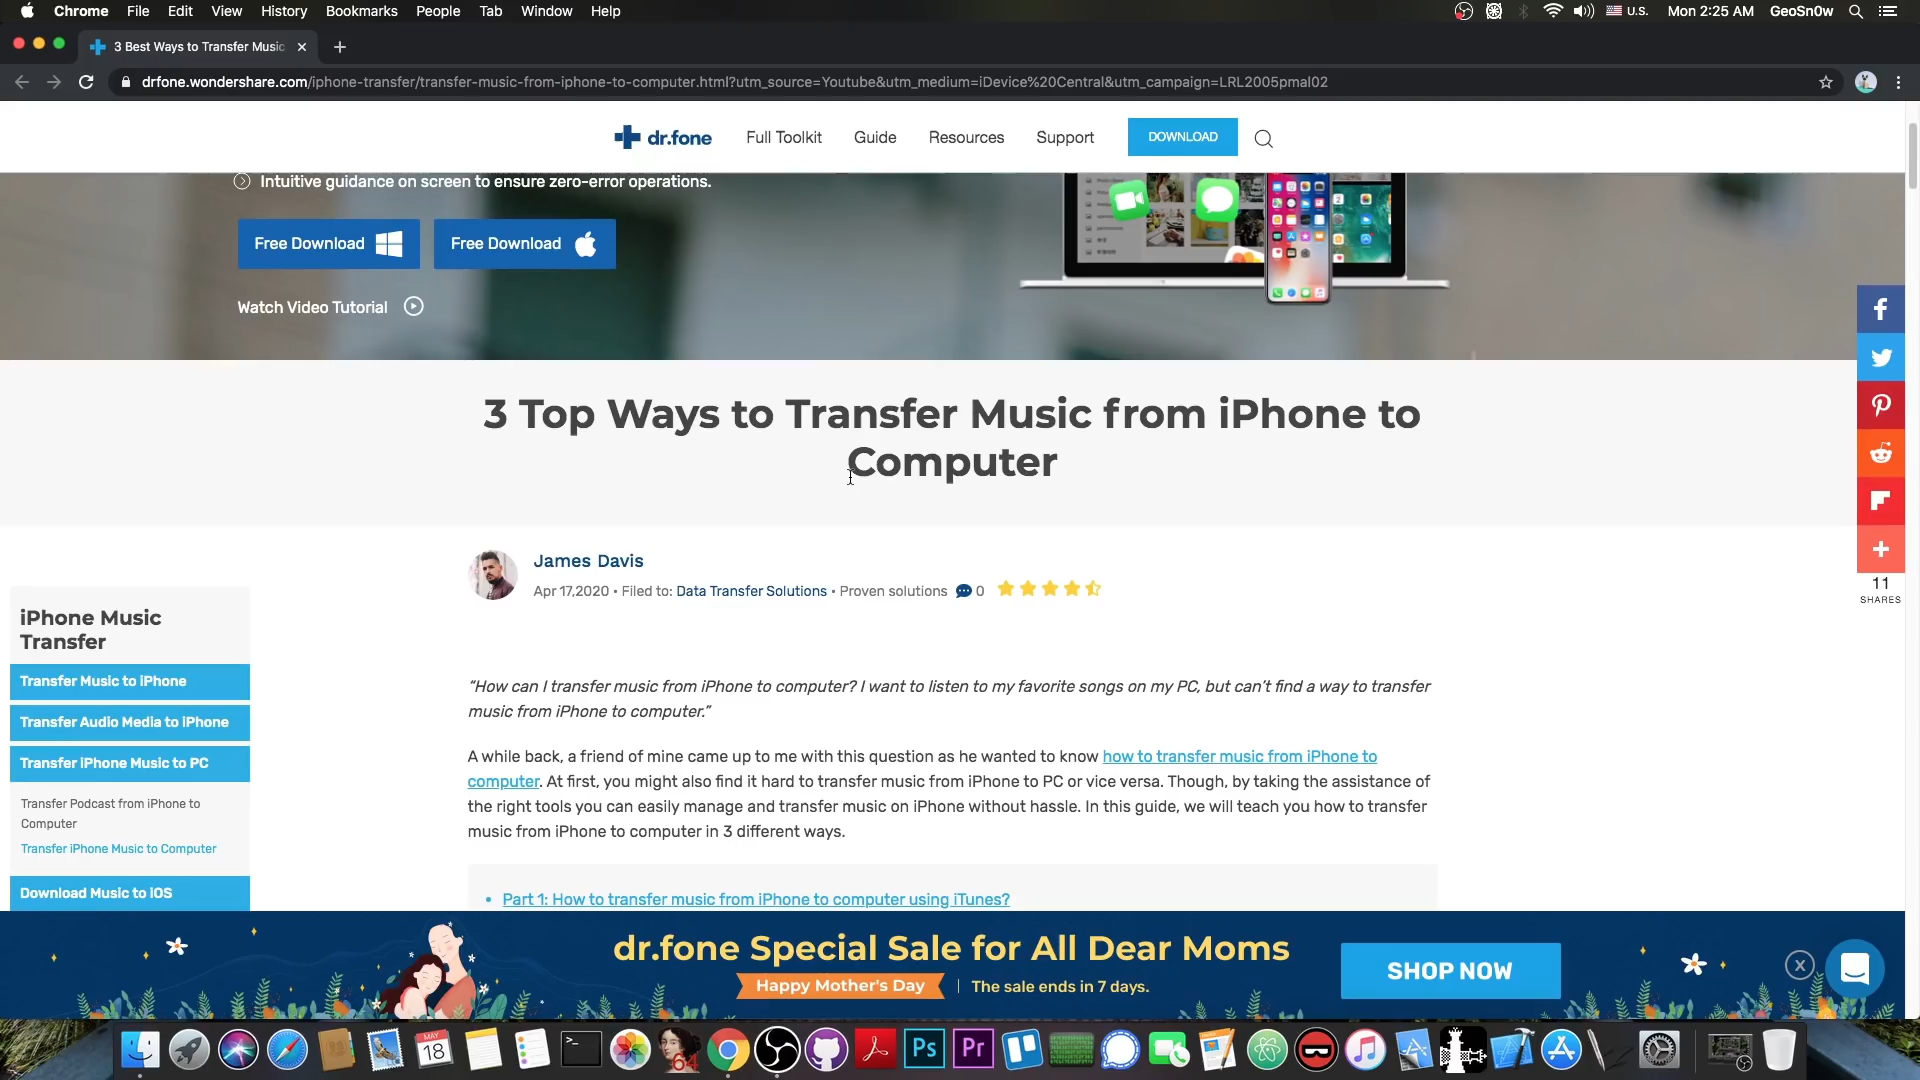 Chrome File Edit View History Bookmarks People Tab Window Help U.S. Mon 2:25 AM GeoSn0w
3 Best Ways to Transfer Music
drfone.wondershare.com/iphone-transfer/transfer-music-from-iphone-to-computer.html?utm_source=Youtube&utm_medium=iDevice%20Central&utm_campaign=LRL2005pmal02
dr.fone Full Toolkit Guide Resources Support DOWNLOAD
Intuitive guidance on screen to ensure zero-error operations.
Free Download Free Download
Watch Video Tutorial
3 Top Ways to Transfer Music from iPhone to
Computer
James Davis
Apr 17,2020 • Filed to: Data Transfer Solutions • Proven solutions 0
11
SHARES
iPhone Music
Transfer
Transfer Music to iPhone
Transfer Audio Media to iPhone
Transfer iPhone Music to PC
Transfer Podcast from iPhone to
Computer
Transfer iPhone Music to Computer
Download Music to iOS
“How can I transfer music from iPhone to computer? I want to listen to my favorite songs on my PC, but can’t find a way to transfer
music from iPhone to computer.”
A while back, a friend of mine came up to me with this question as he wanted to know how to transfer music from iPhone to
computer. At first, you might also find it hard to transfer music from iPhone to PC or vice versa. Though, by taking the assistance of
the right tools you can easily manage and transfer music on iPhone without hassle. In this guide, we will teach you how to transfer
music from iPhone to computer in 3 different ways.
• Part 1: How to transfer music from iPhone to computer using iTunes?
dr.fone Special Sale for All Dear Moms
Happy Mother's Day | The sale ends in 7 days.
SHOP NOW
X
MAY
18
64
Ps
Pr